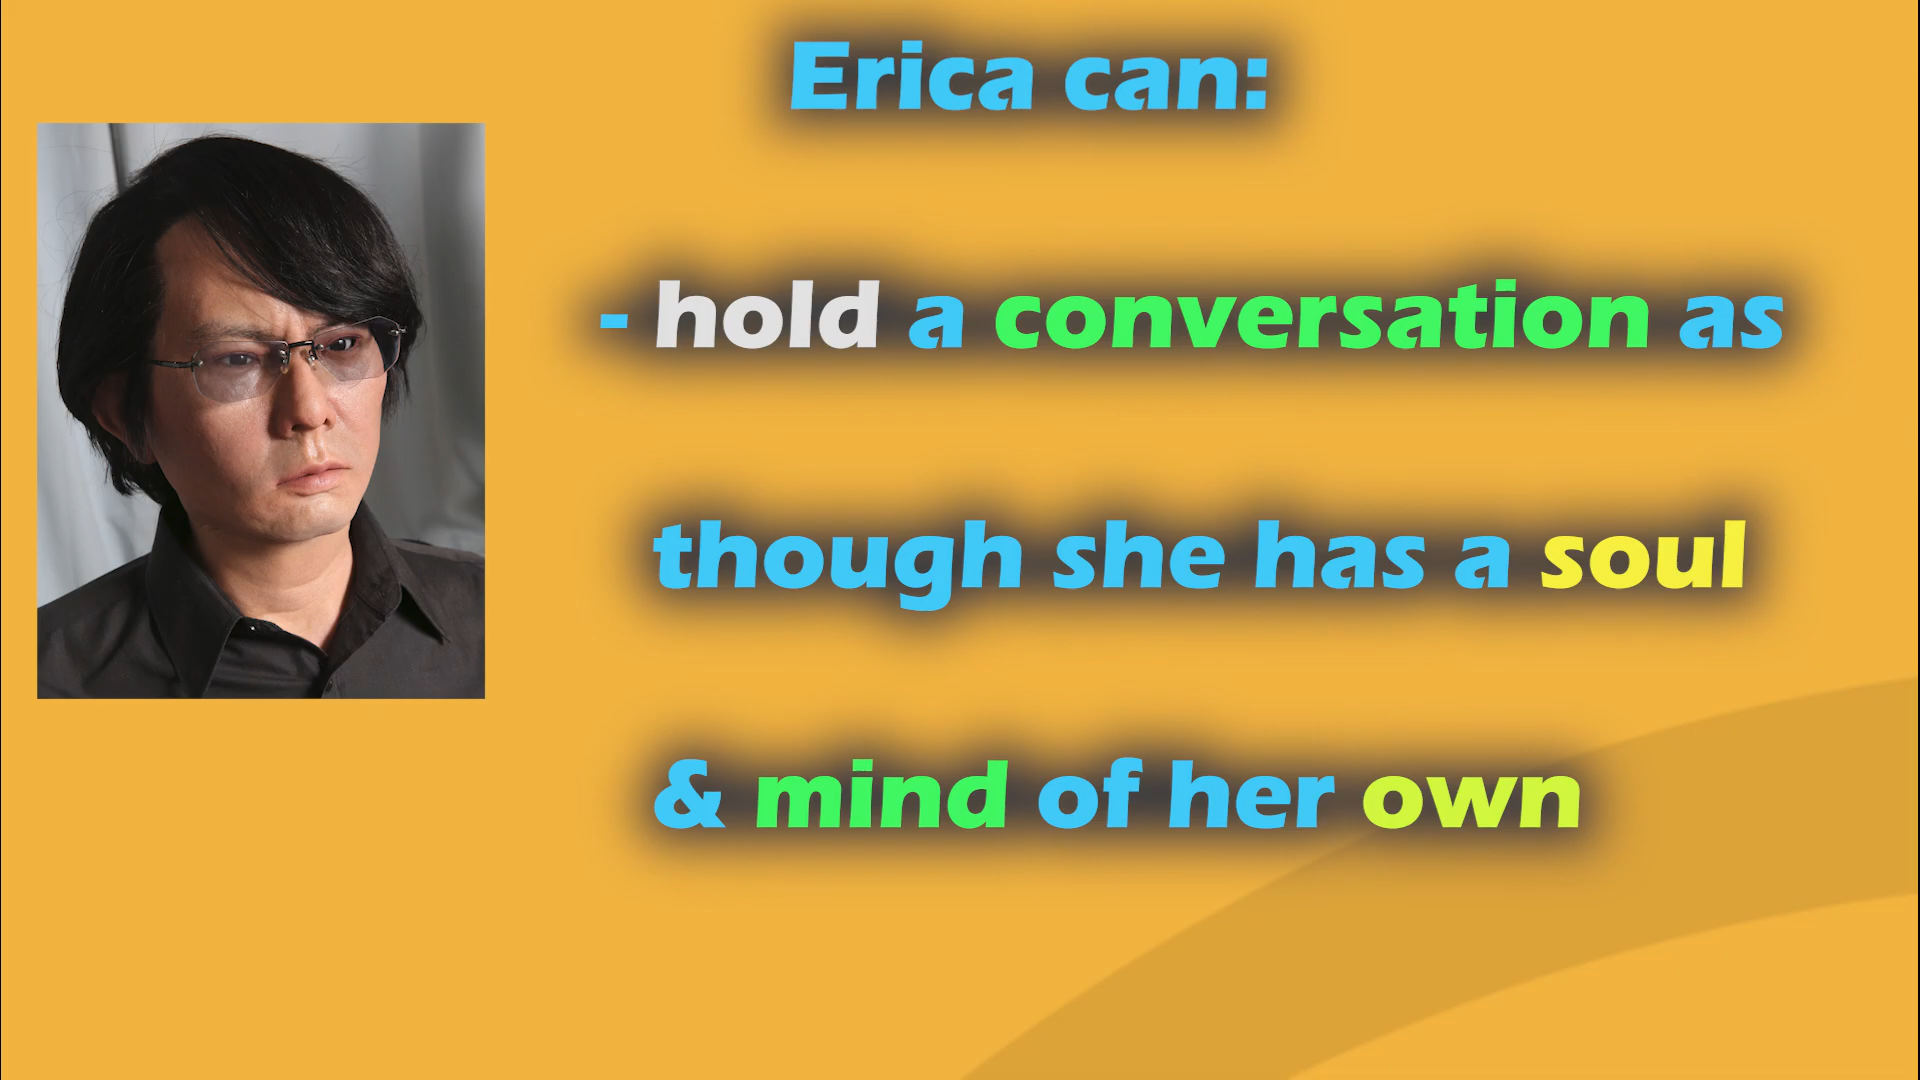 Erica can:
- hold a conversation as
though she has a soul
& mind of her own